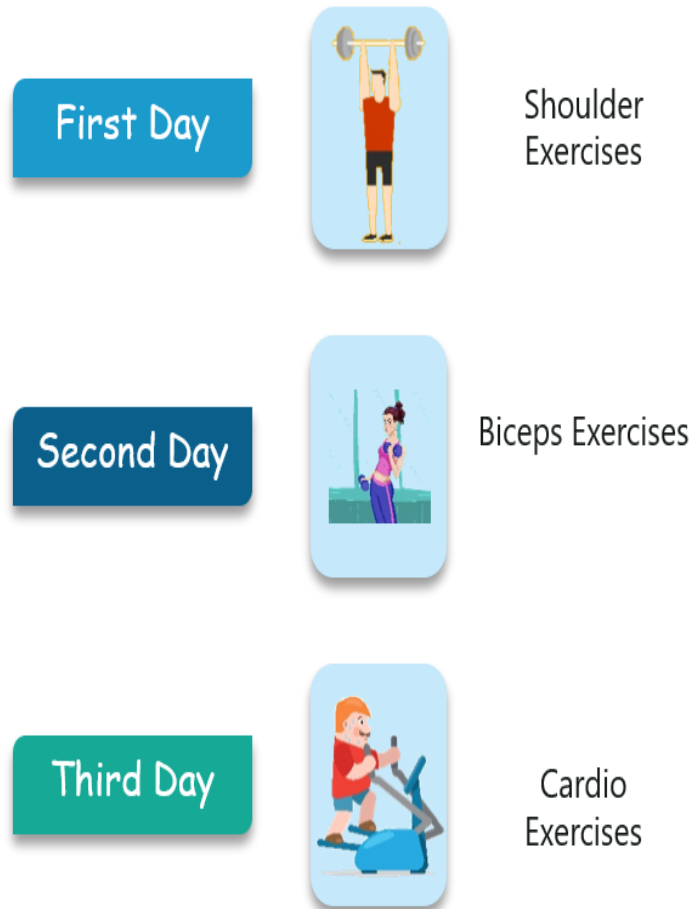 First Day
Shoulder
Exercises
Second Day
Biceps Exercises
Third Day
Cardio
Exercises